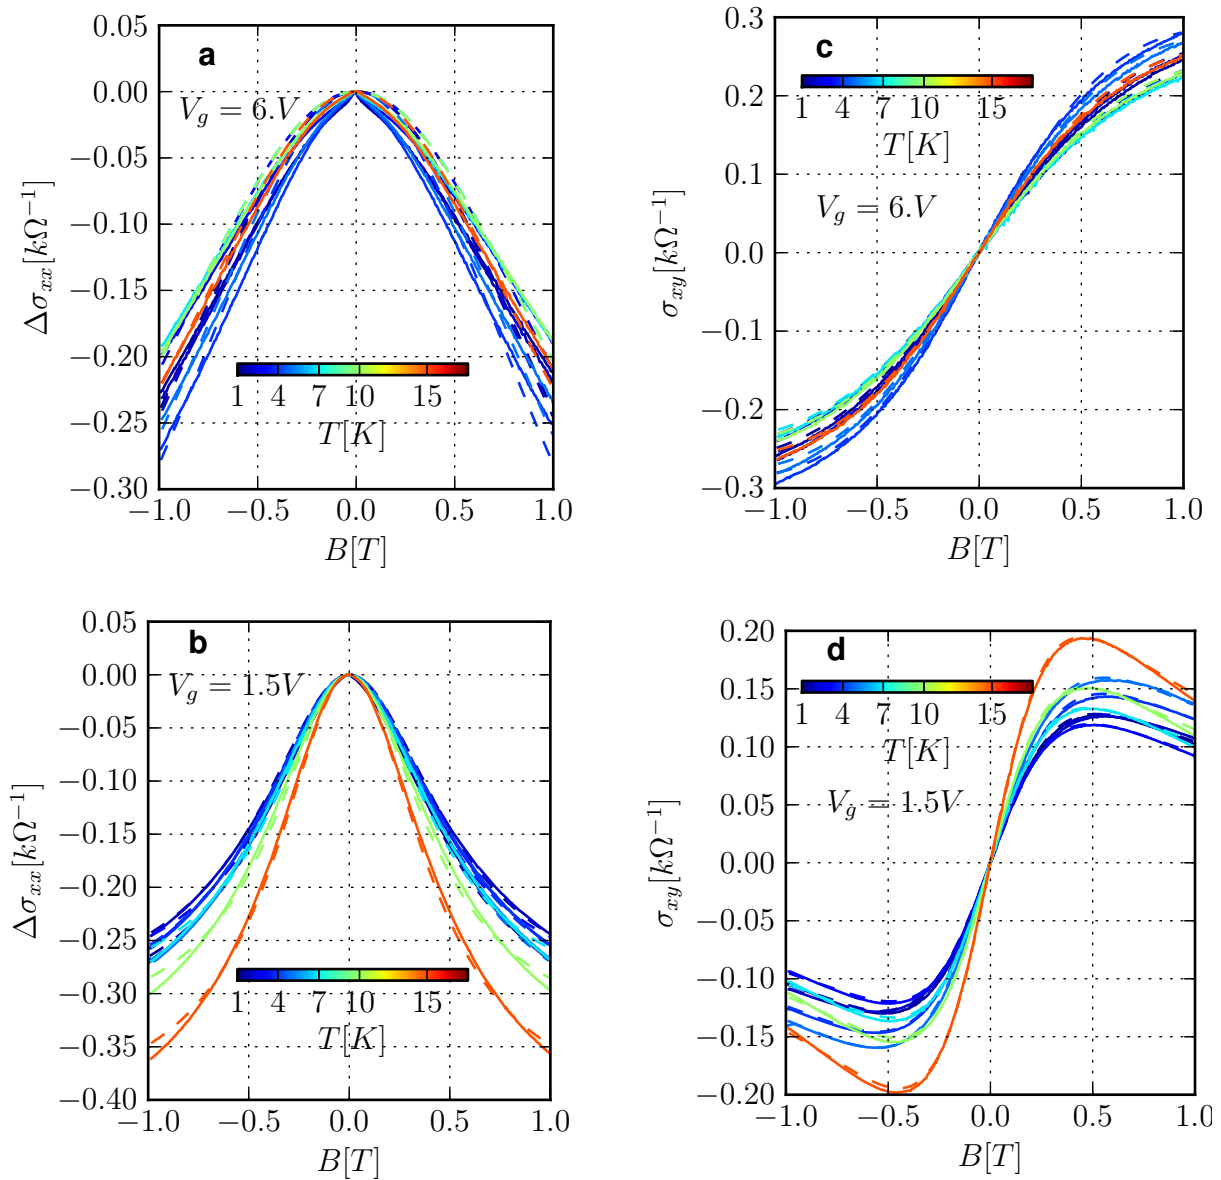 a
V_g = 6.V
0.05
0.00
−0.05
−0.10
−0.15
−0.20
−0.25
−0.30
Δσ_xx[kΩ^−1]
1 4 7 10 15
T[K]
−1.0 −0.5 0.0 0.5 1.0
B[T]
c
0.3
0.2
0.1
0.0
−0.1
−0.2
−0.3
σ_xy[kΩ^−1]
1 4 7 10 15
T[K]
V_g = 6.V
−1.0 −0.5 0.0 0.5 1.0
B[T]
b
V_g = 1.5V
0.05
0.00
−0.05
−0.10
−0.15
−0.20
−0.25
−0.30
−0.35
−0.40
Δσ_xx[kΩ^−1]
1 4 7 10 15
T[K]
−1.0 −0.5 0.0 0.5 1.0
B[T]
d
0.20
0.15
0.10
0.05
0.00
−0.05
−0.10
−0.15
−0.20
σ_xy[kΩ^−1]
1 4 7 10 15
T[K]
V_g = 1.5V
−1.0 −0.5 0.0 0.5 1.0
B[T]